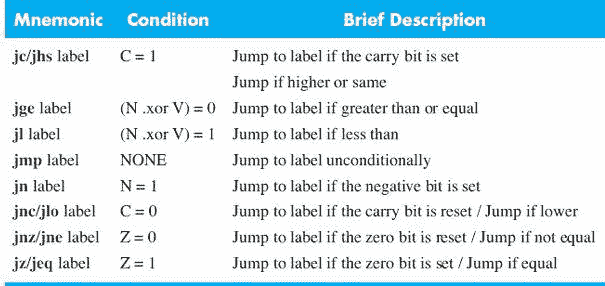 Mnemonic Condition Brief Description
jc/jhs label C = 1 Jump to label if the carry bit is set
Jump if higher or same
jge label (N .xor V) = 0 Jump to label if greater than or equal
jl label (N .xor V) = 1 Jump to label if less than
jmp label NONE Jump to label unconditionally
jn label N = 1 Jump to label if the negative bit is set
jnc/jlo label C = 0 Jump to label if the carry bit is reset / Jump if lower
jnz/jne label Z = 0 Jump to label if the zero bit is reset / Jump if not equal
jz/jeq label Z = 1 Jump to label if the zero bit is set / Jump if equal